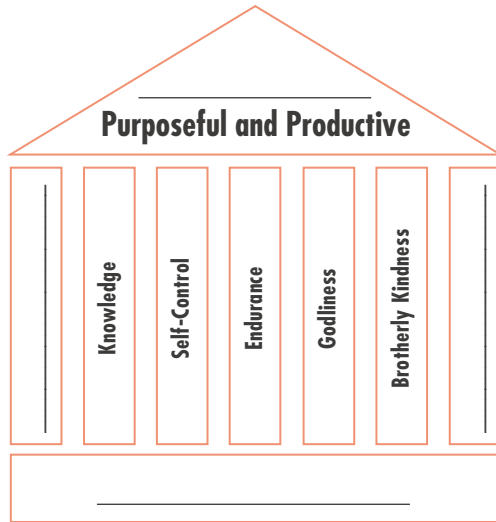 Purposeful and Productive
Knowledge
Self-Control
Endurance
Godliness
Brotherly Kindness